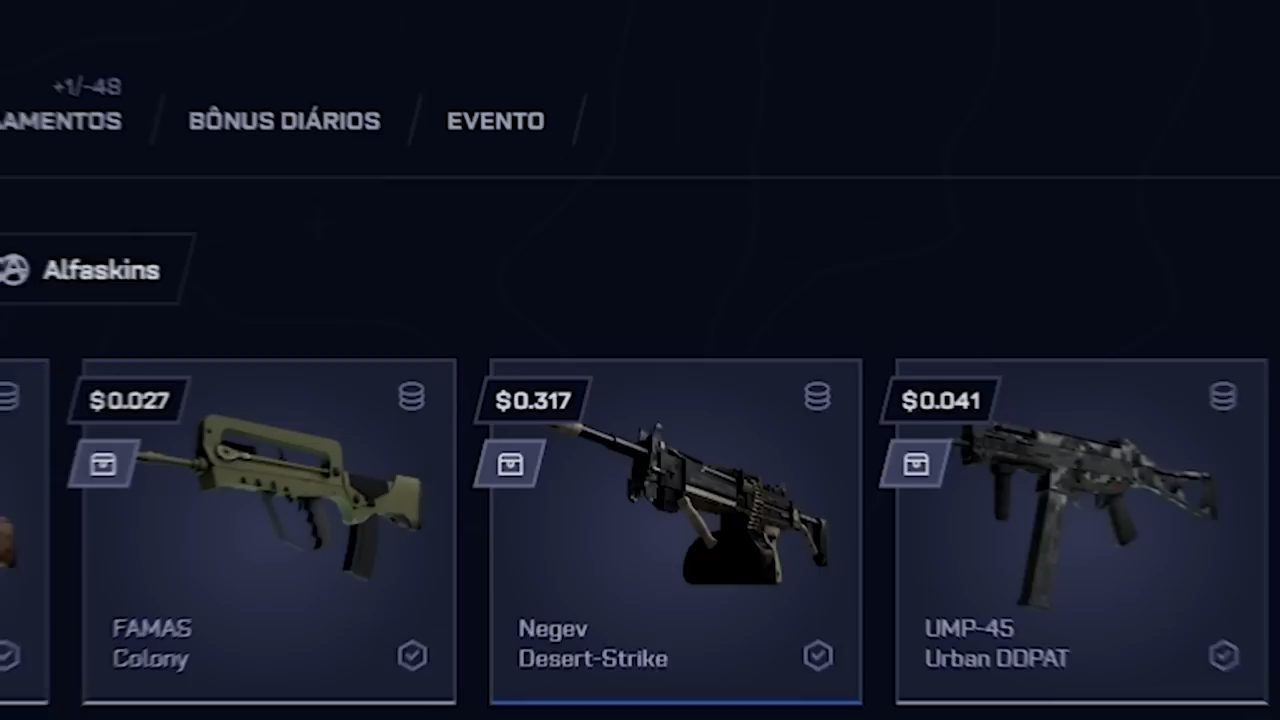 +1/-48
AMENTOS
BÔNUS DIÁRIOS
EVENTO
Alfaskins
$0.027
$0.317
$0.041
FAMAS
Colony
Negev
Desert-Strike
UMP-45
Urban DDPAT